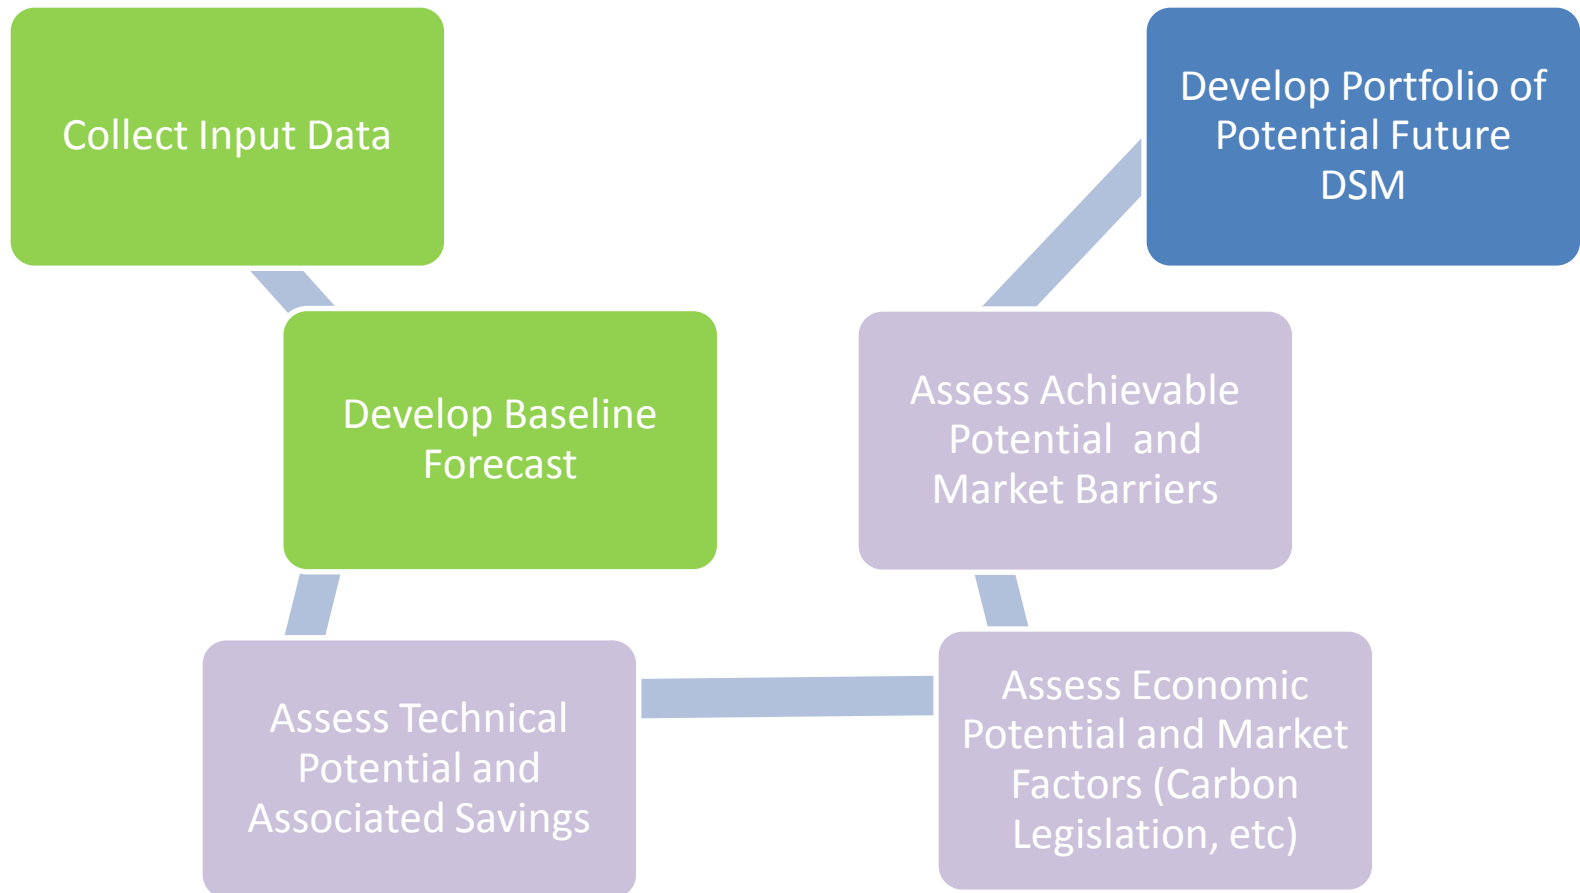 Collect Input Data
Develop Baseline
Forecast
Assess Technical
Potential and
Associated Savings
Assess Economic
Potential and Market
Factors (Carbon
Legislation, etc)
Assess Achievable
Potential  and
Market Barriers
Develop Portfolio of
Potential Future
DSM